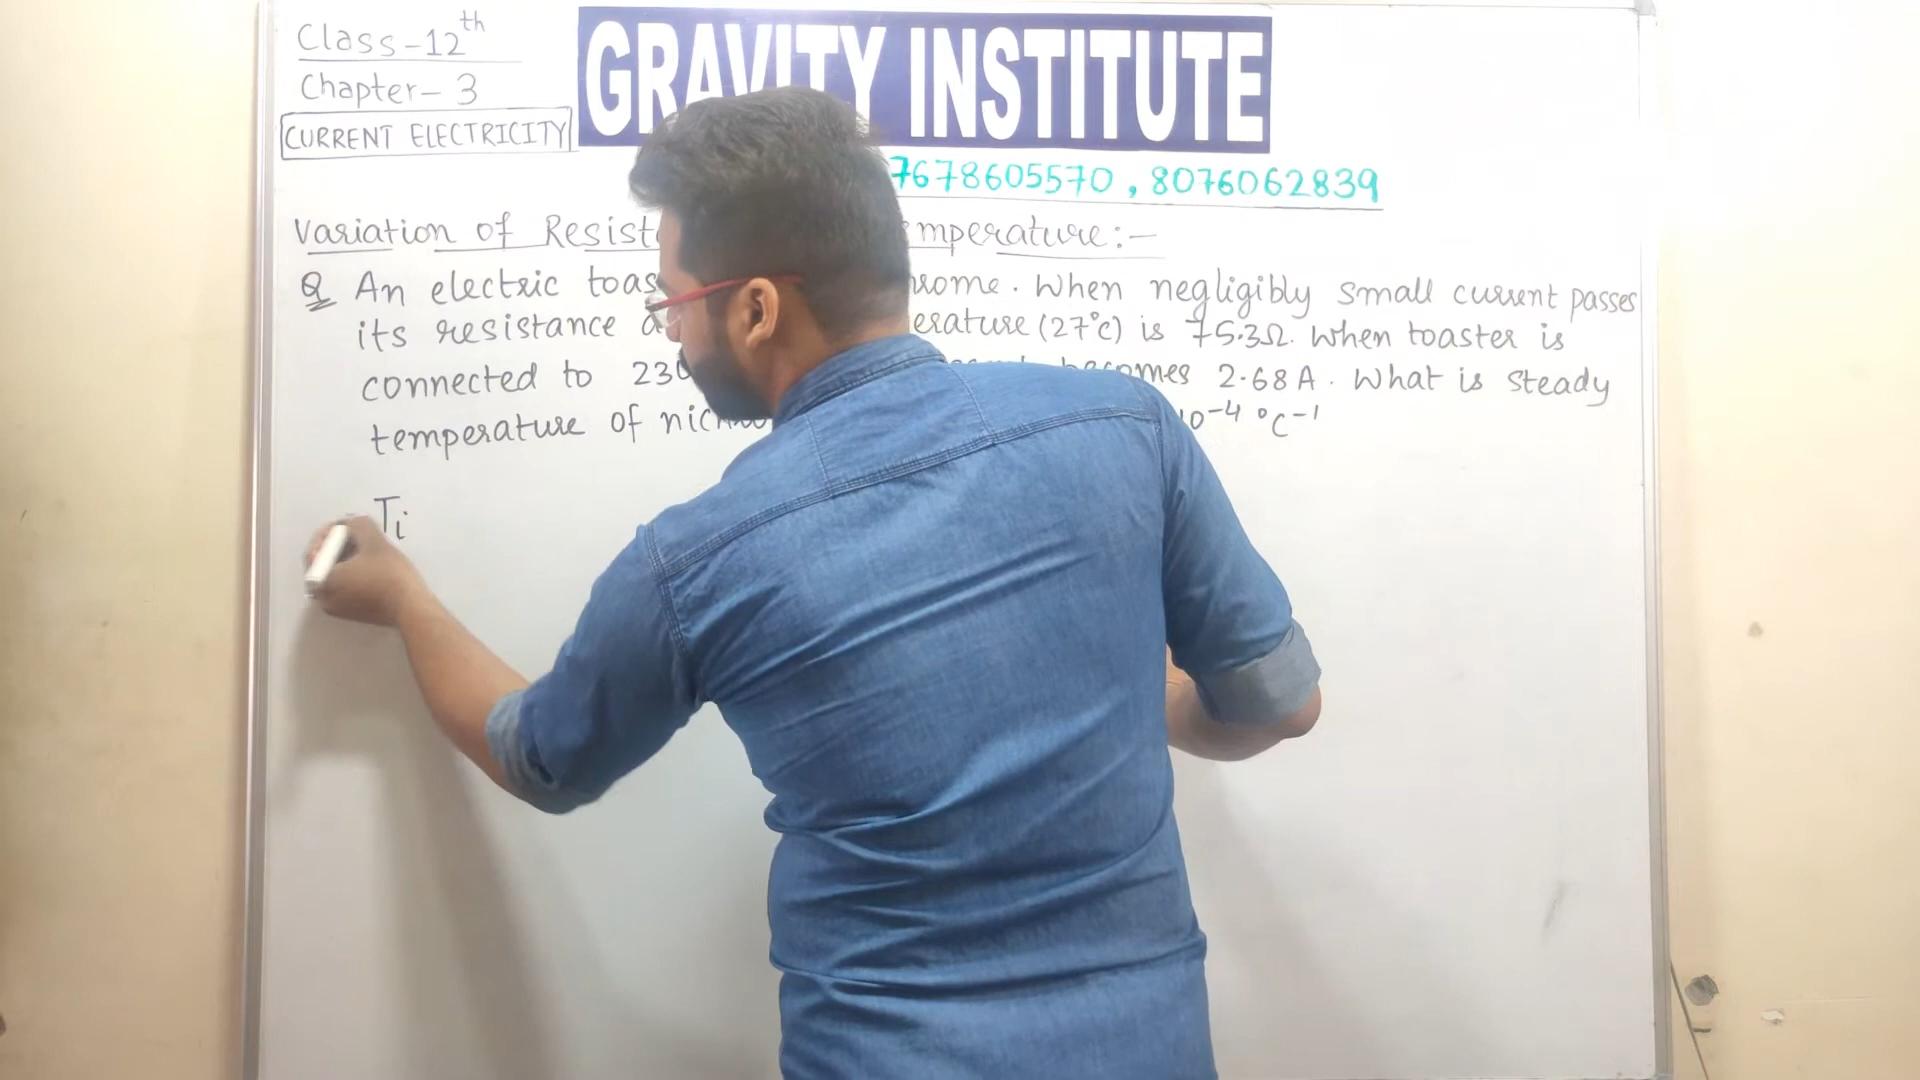 Class-12th
Chapter-3
CURRENT ELECTRICITY
GRAVITY INSTITUTE
7678605570, 8076062839
Variation of Resist mperature:-
Q An electric toas rome. When negligibly small current passes
its resistance a erature (27°C) is 75.3Ω. When toaster is
connected to 230 becomes 2.68 A. What is steady
temperature of nichro 10⁻⁴ °C⁻¹
Ti